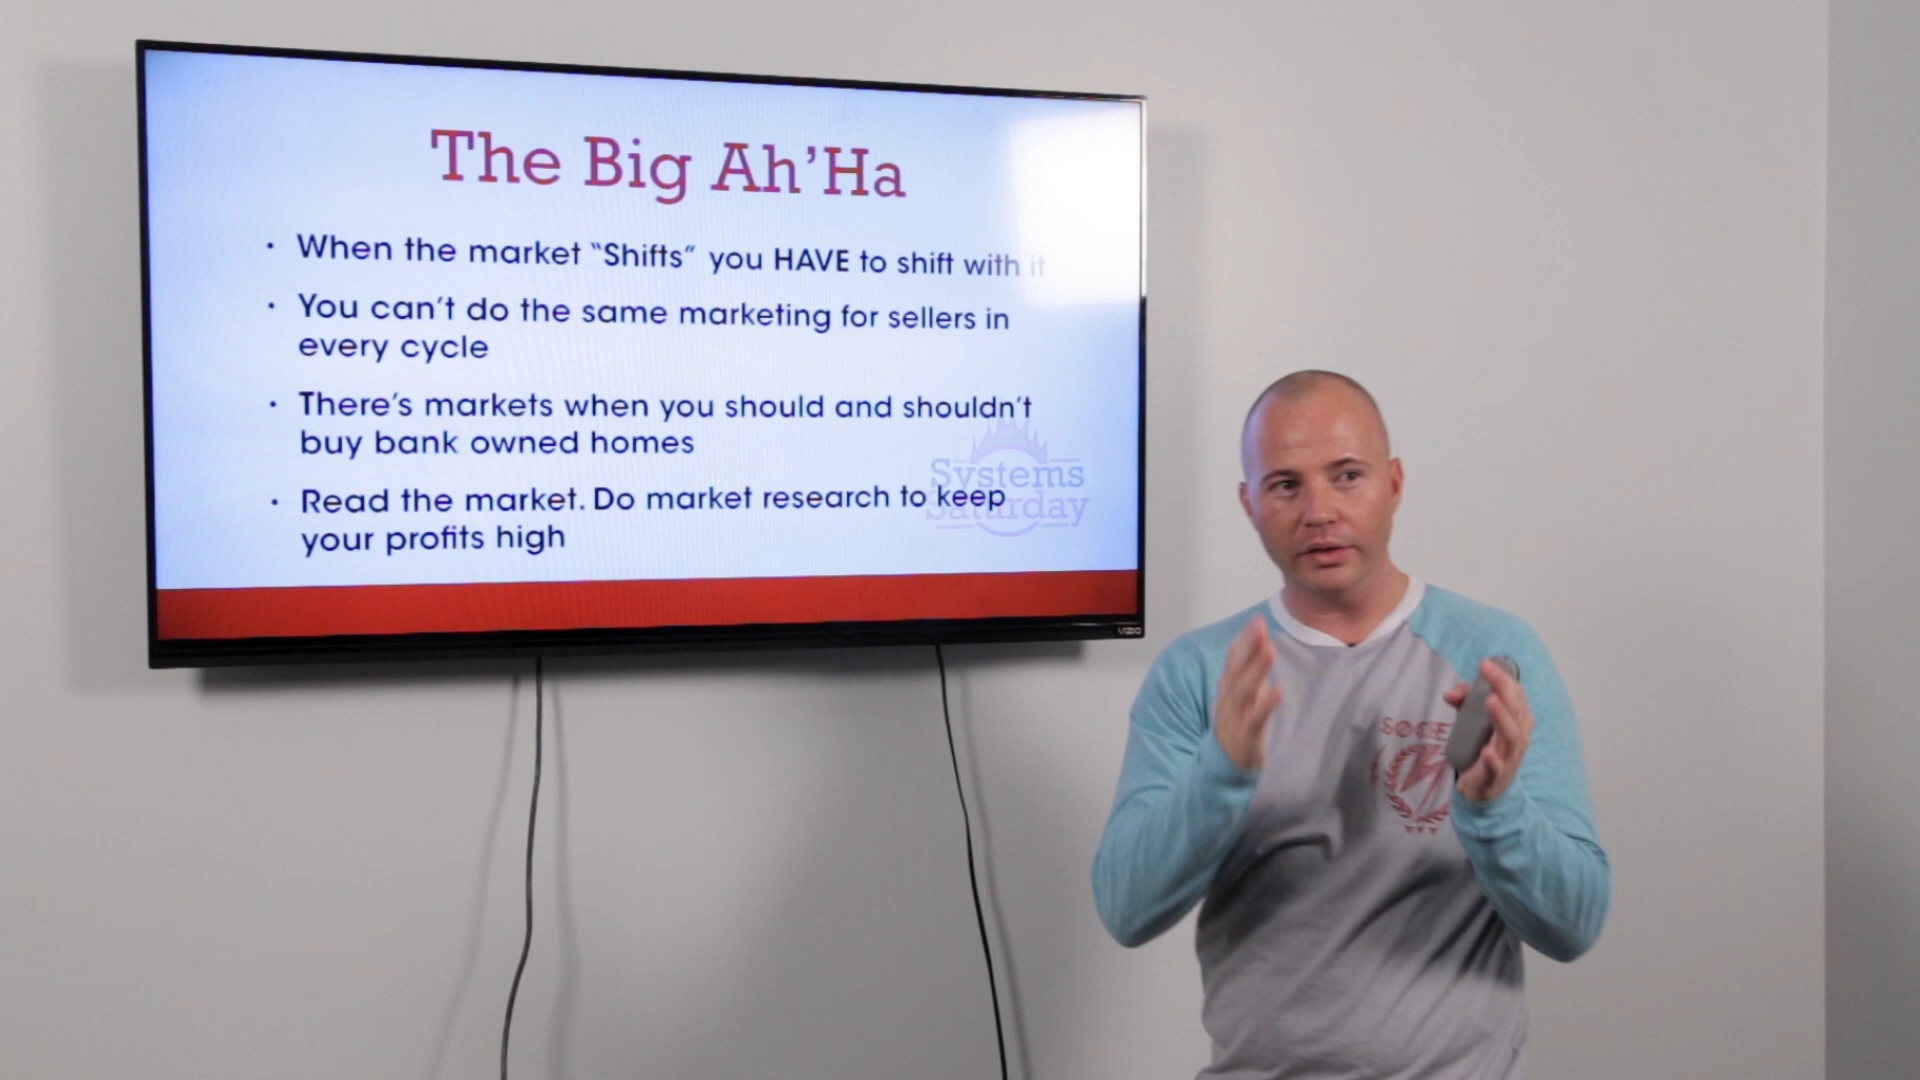 The Big Ah’Ha
• When the market “Shifts” you HAVE to shift with it
• You can’t do the same marketing for sellers in
every cycle
• There’s markets when you should and shouldn’t
buy bank owned homes
• Read the market. Do market research to keep
your profits high
Systems
Saturday
VIZIO